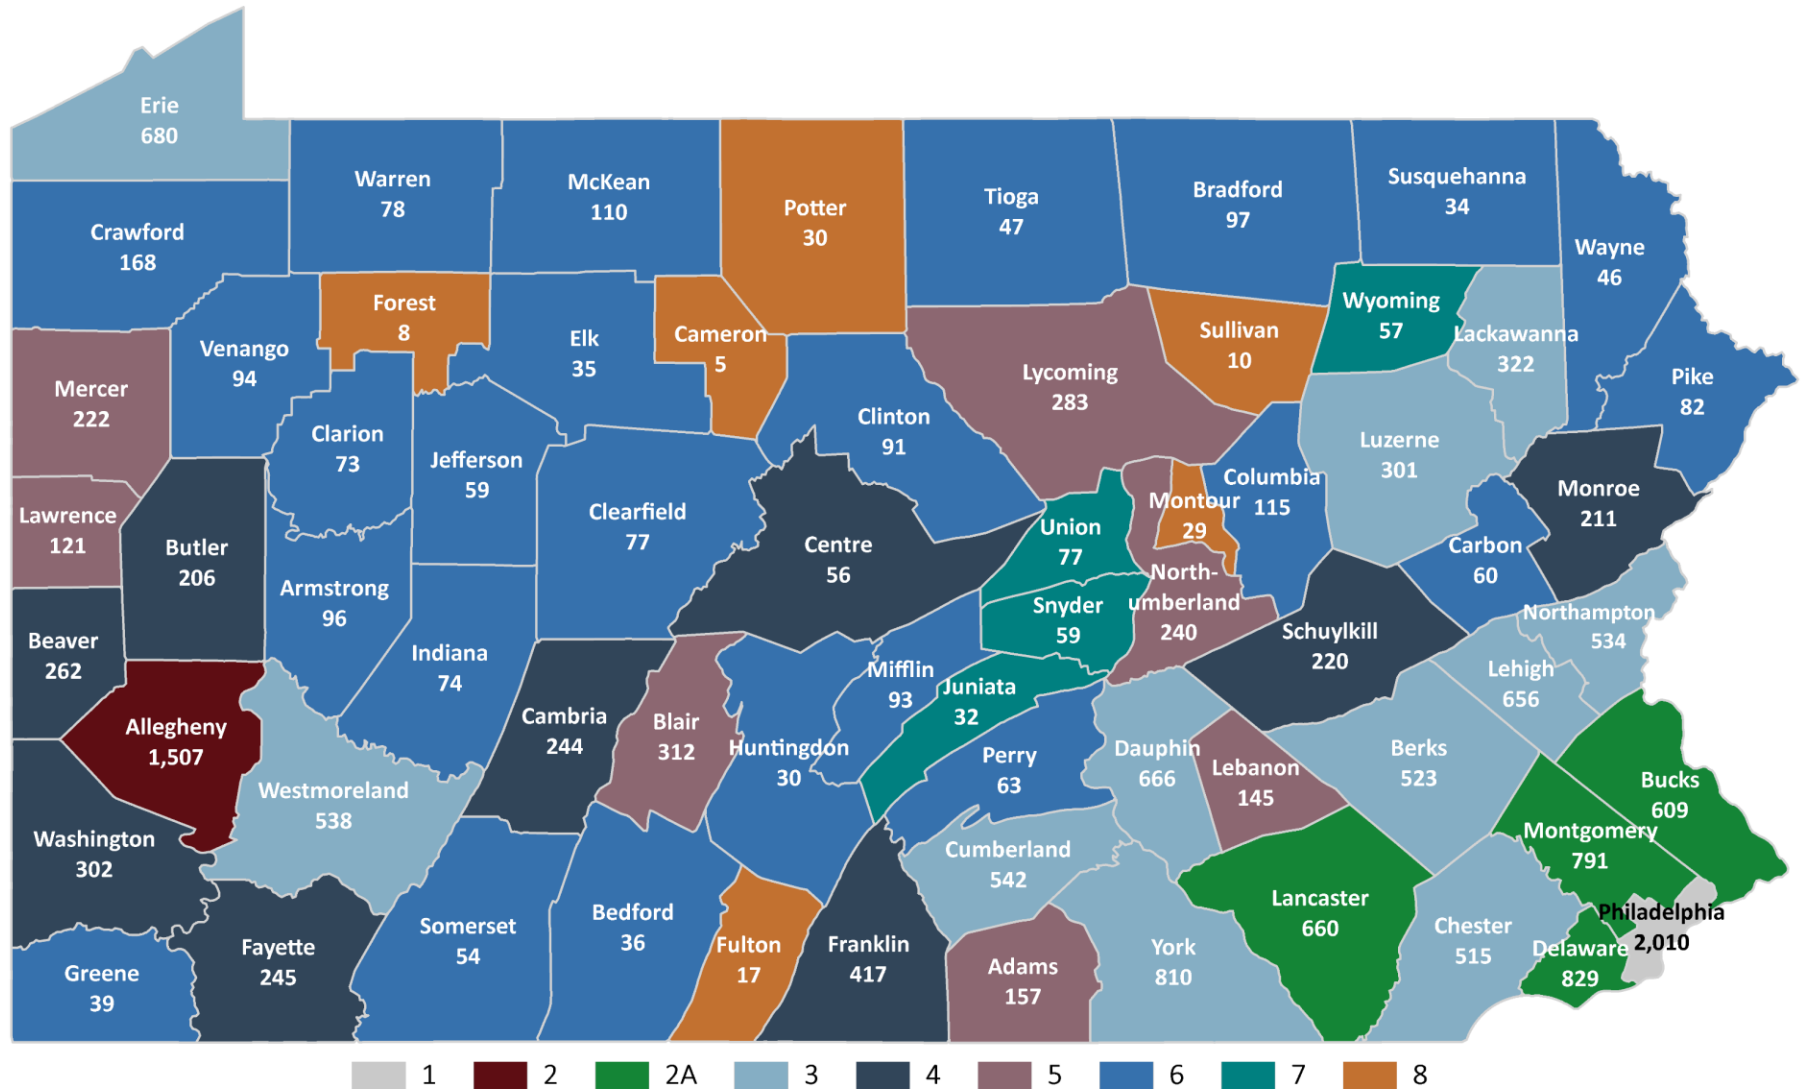 Erie
680
Warren
78
McKean
110
Potter
30
Tioga
47
Bradford
97
Susquehanna
34
Wayne
46
Crawford
168
Forest
8
Cameron
5
Sullivan
10
Wyoming
57
Lackawanna
322
Venango
94
Elk
35
Mercer
222
Lycoming
283
Pike
82
Clinton
91
Clarion
73
Jefferson
59
Luzerne
301
Columbia
115
Monroe
211
Lawrence
121
Butler
206
Clearfield
77
Centre
56
Union
77
Montour
29
Carbon
60
Armstrong
96
North-
umberland
240
Snyder
59
Northampton
534
Beaver
262
Indiana
74
Mifflin
93
Schuylkill
220
Lehigh
656
Juniata
32
Allegheny
1,507
Cambria
244
Blair
312
Huntingdon
30
Perry
63
Dauphin
666
Lebanon
145
Berks
523
Bucks
609
Westmoreland
538
Washington
302
Cumberland
542
Montgomery
791
Lancaster
660
Philadelphia
2,010
Somerset
54
Bedford
36
Fulton
17
Franklin
417
Adams
157
York
810
Chester
515
Delaware
829
Fayette
245
Greene
39
1 2 2A 3 4 5 6 7 8